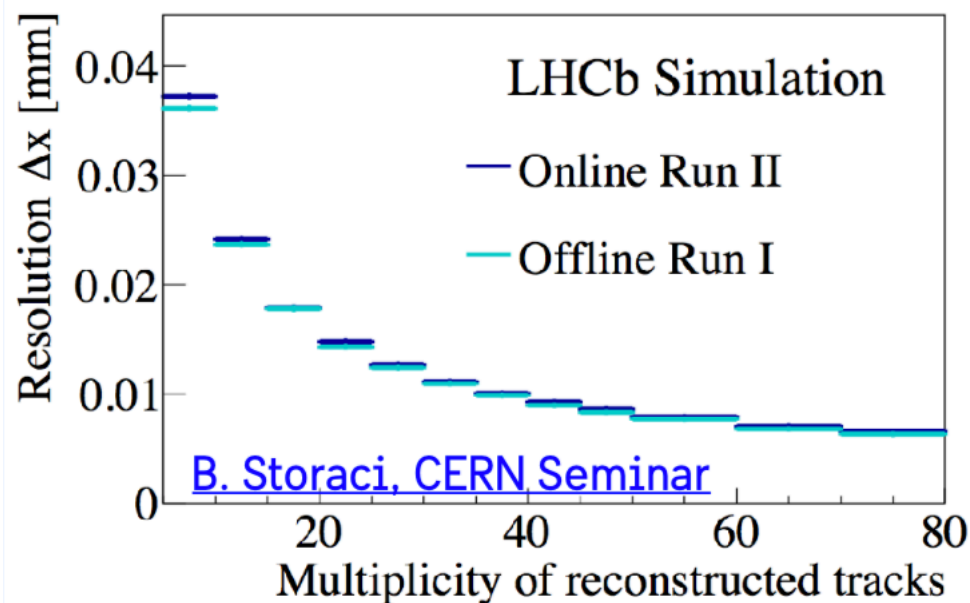 Resolution Δx [mm]
0.04
0.03
0.02
0.01
0
LHCb Simulation
Online Run II
Offline Run I
B. Storaci, CERN Seminar
20 40 60 80
Multiplicity of reconstructed tracks